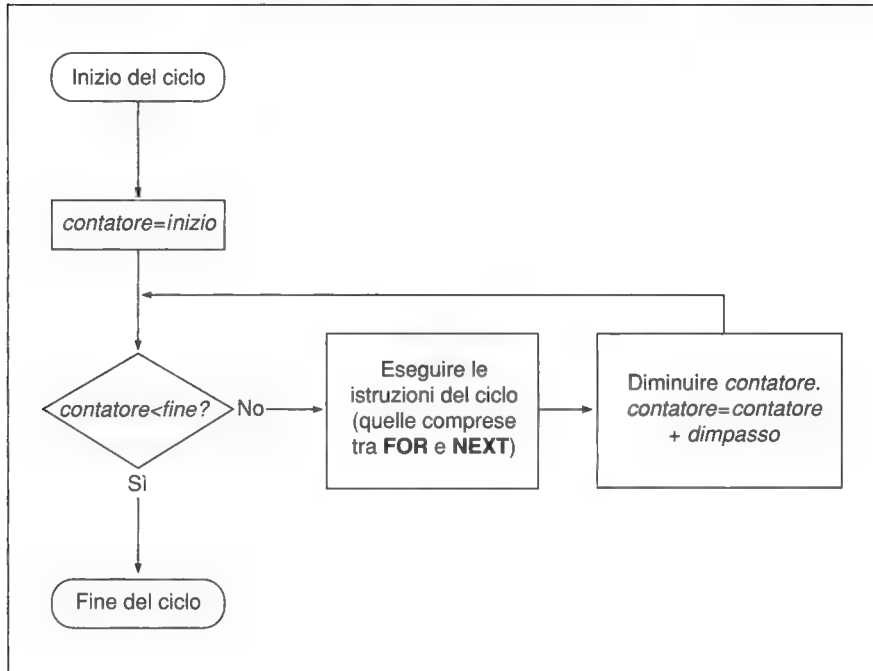 Inizio del ciclo
contatore=inizio
contatore<fine?
No
Sì
Eseguire le
istruzioni del ciclo
(quelle comprese
tra FOR e NEXT)
Diminuire contatore.
contatore=contatore
+ dimpasso
Fine del ciclo